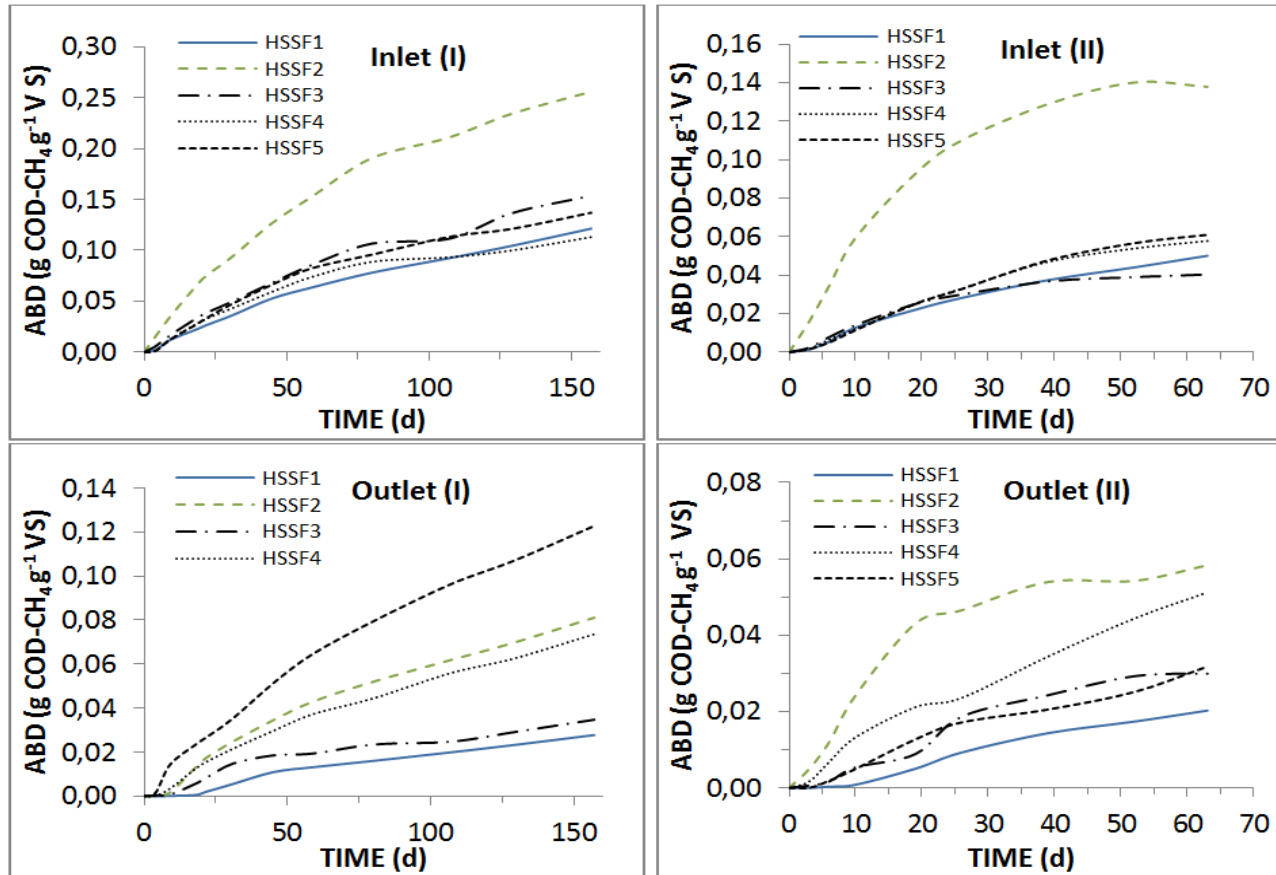 Inlet (I)
HSSF1
HSSF2
HSSF3
HSSF4
HSSF5
ABD (g COD-CH₄ g⁻¹ V S)
0,30
0,25
0,20
0,15
0,10
0,05
0,00
0 50 100 150
TIME (d)
Inlet (II)
HSSF1
HSSF2
HSSF3
HSSF4
HSSF5
ABD (g COD-CH₄ g⁻¹ V S)
0,16
0,14
0,12
0,10
0,08
0,06
0,04
0,02
0,00
0 10 20 30 40 50 60 70
TIME (d)
Outlet (I)
HSSF1
HSSF2
HSSF3
HSSF4
ABD (g COD-CH₄ g⁻¹ VS)
0,14
0,12
0,10
0,08
0,06
0,04
0,02
0,00
0 50 100 150
TIME (d)
Outlet (II)
HSSF1
HSSF2
HSSF3
HSSF4
HSSF5
ABD (g COD-CH₄ g⁻¹ VS)
0,08
0,06
0,04
0,02
0,00
0 10 20 30 40 50 60 70
TIME (d)